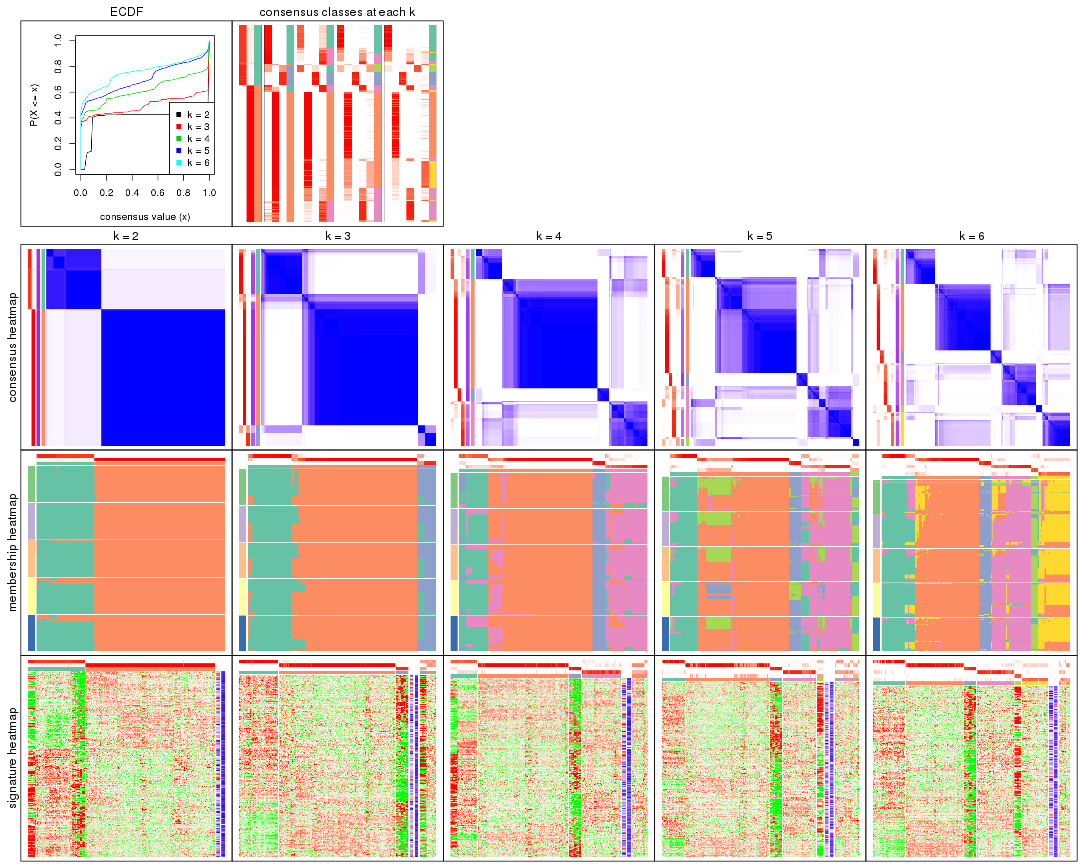 ECDF
consensus classes at each k
P(X <= x)
0.0 0.2 0.4 0.6 0.8 1.0
k = 2
k = 3
k = 4
k = 5
k = 6
0.0 0.2 0.4 0.6 0.8 1.0
consensus value (x)
k = 2 k = 3 k = 4 k = 5 k = 6
consensus heatmap
membership heatmap
signature heatmap